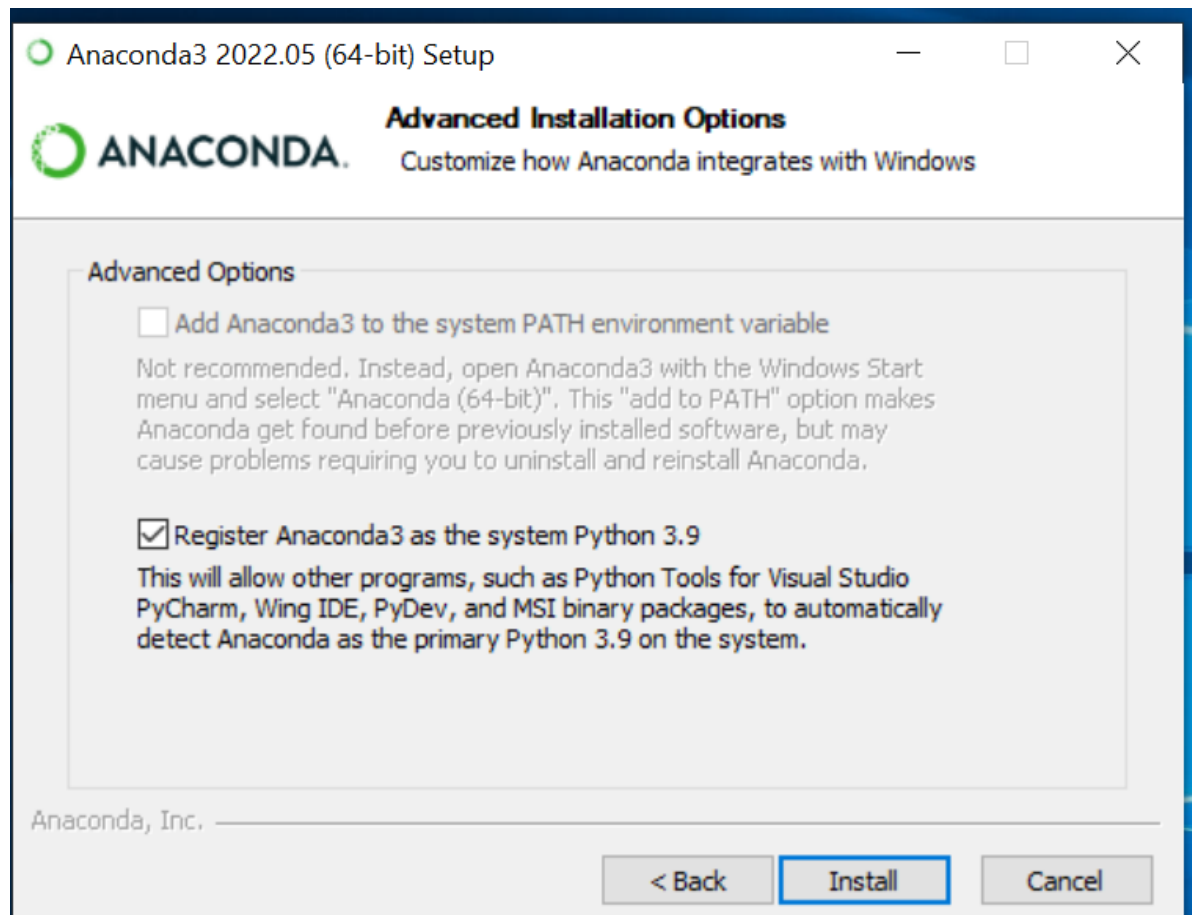 Anaconda3 2022.05 (64-bit) Setup
ANACONDA.
Advanced Installation Options
Customize how Anaconda integrates with Windows
Advanced Options
Add Anaconda3 to the system PATH environment variable
Not recommended. Instead, open Anaconda3 with the Windows Start
menu and select "Anaconda (64-bit)". This "add to PATH" option makes
Anaconda get found before previously installed software, but may
cause problems requiring you to uninstall and reinstall Anaconda.
Register Anaconda3 as the system Python 3.9
This will allow other programs, such as Python Tools for Visual Studio
PyCharm, Wing IDE, PyDev, and MSI binary packages, to automatically
detect Anaconda as the primary Python 3.9 on the system.
Anaconda, Inc.
< Back
Install
Cancel